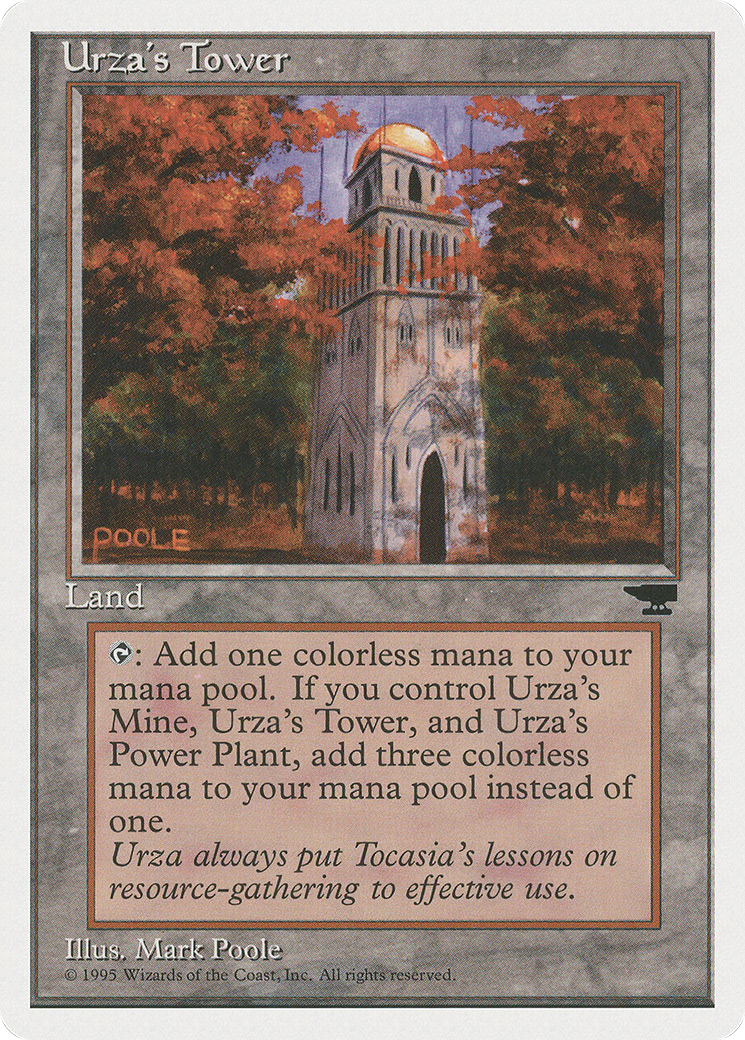 Urza's Tower
POOLE
Land
: Add one colorless mana to your
mana pool. If you control Urza's
Mine, Urza's Tower, and Urza's
Power Plant, add three colorless
mana to your mana pool instead of
one.
Urza always put Tocasia's lessons on
resource-gathering to effective use.
Illus. Mark Poole
© 1995 Wizards of the Coast, Inc. All rights reserved.